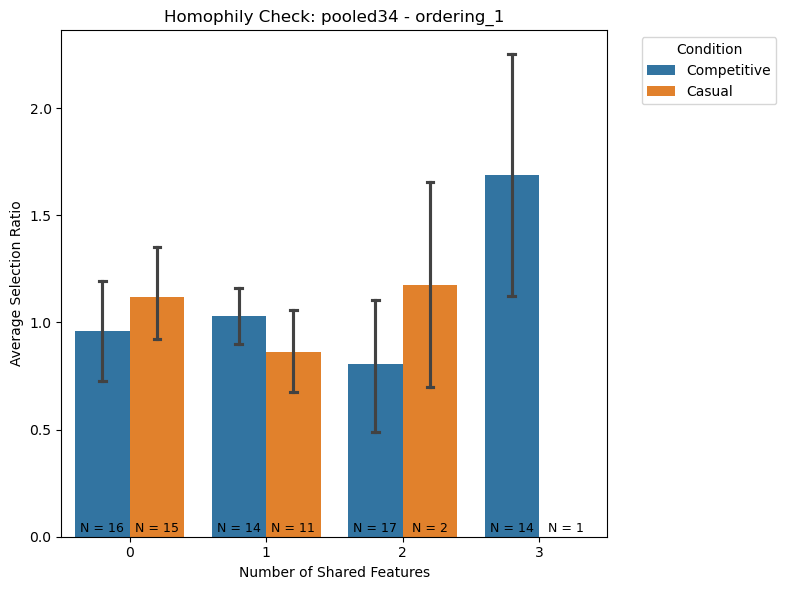 Homophily Check: pooled34 - ordering_1
Condition
Competitive
Casual
Average Selection Ratio
2.0
1.5
1.0
0.5
0.0
N = 16
N = 15
N = 14
N = 11
N = 17
N = 2
N = 14
N = 1
0
1
2
3
Number of Shared Features